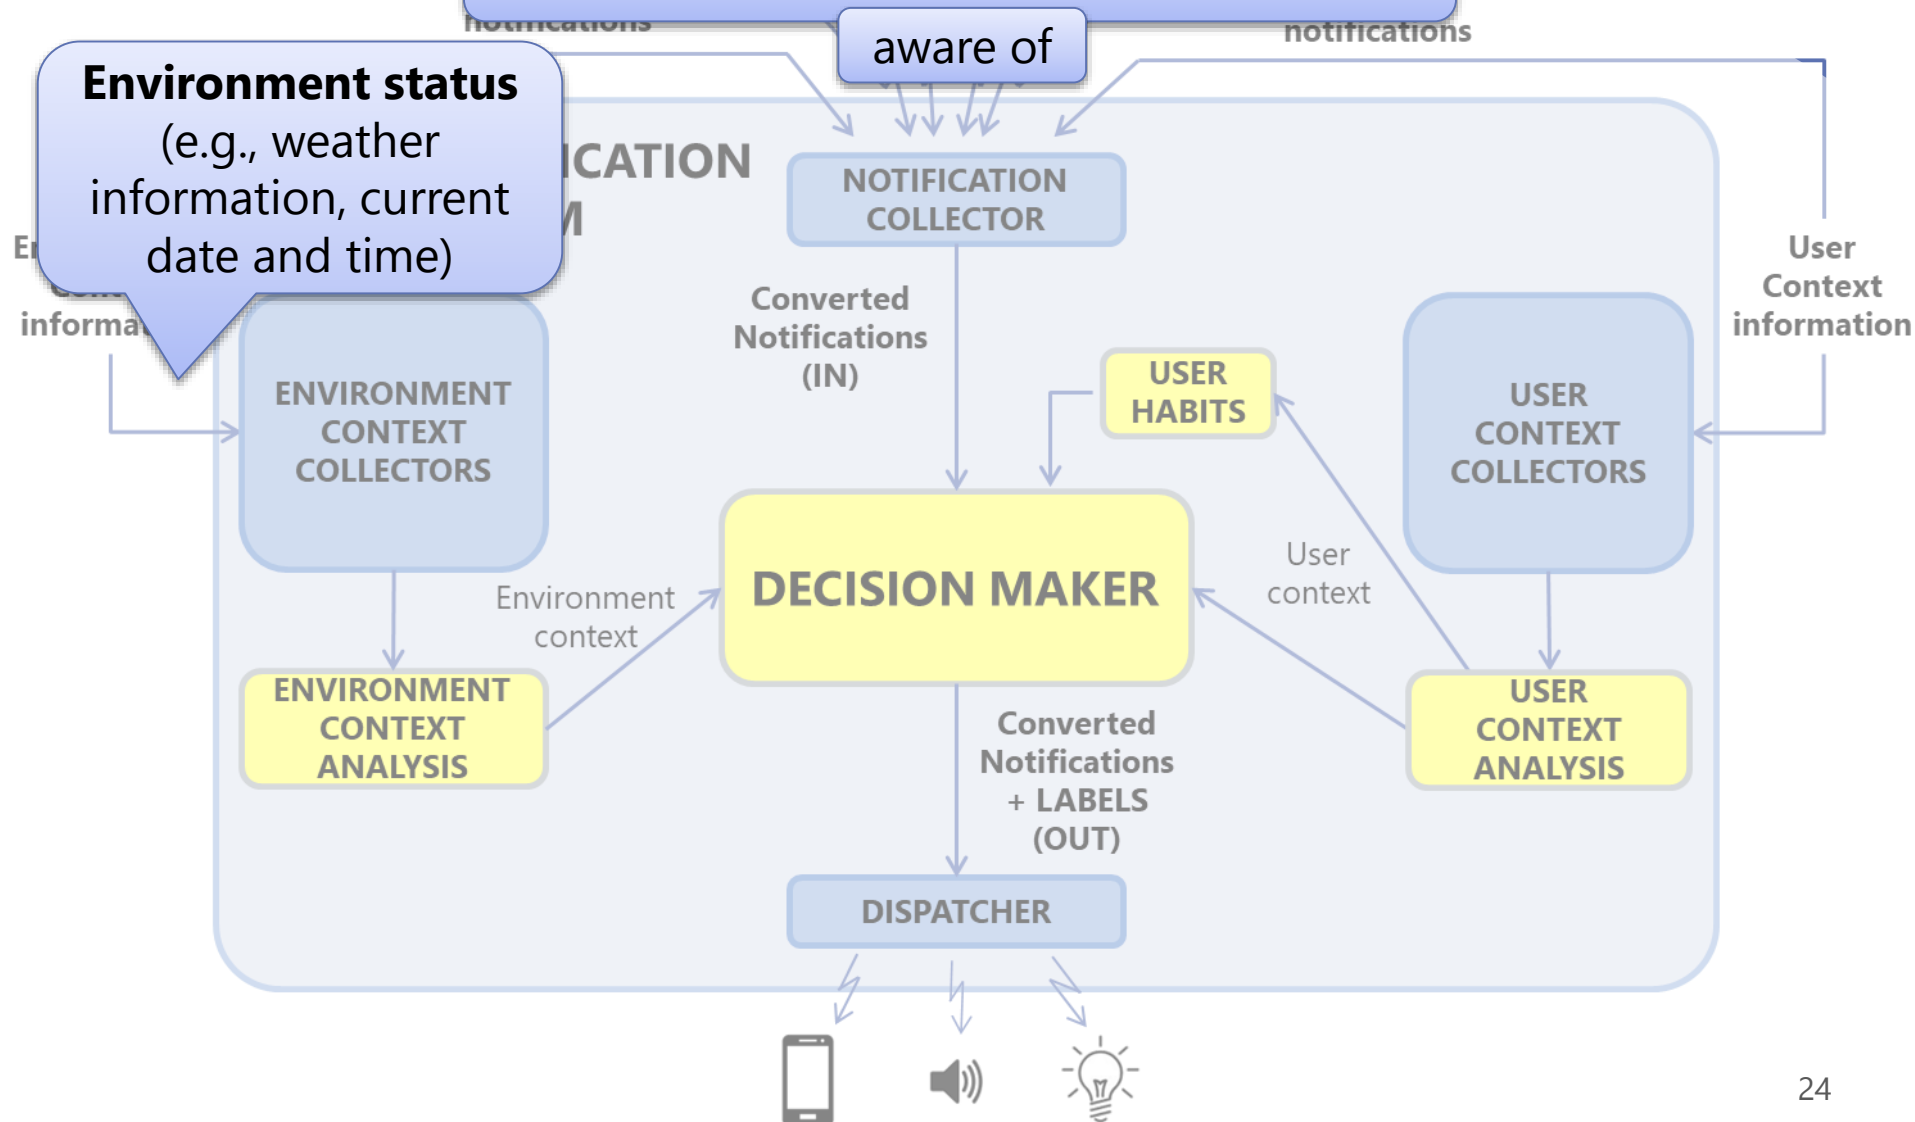 notifications
aware of
notifications
Environment status
(e.g., weather
information, current
date and time)
NOTIFICATION
COLLECTOR
User
Context
information
Converted
Notifications
(IN)
USER
HABITS
ENVIRONMENT
CONTEXT
COLLECTORS
USER
CONTEXT
COLLECTORS
DECISION MAKER
User
context
Environment
context
ENVIRONMENT
CONTEXT
ANALYSIS
USER
CONTEXT
ANALYSIS
Converted
Notifications
+ LABELS
(OUT)
DISPATCHER
24